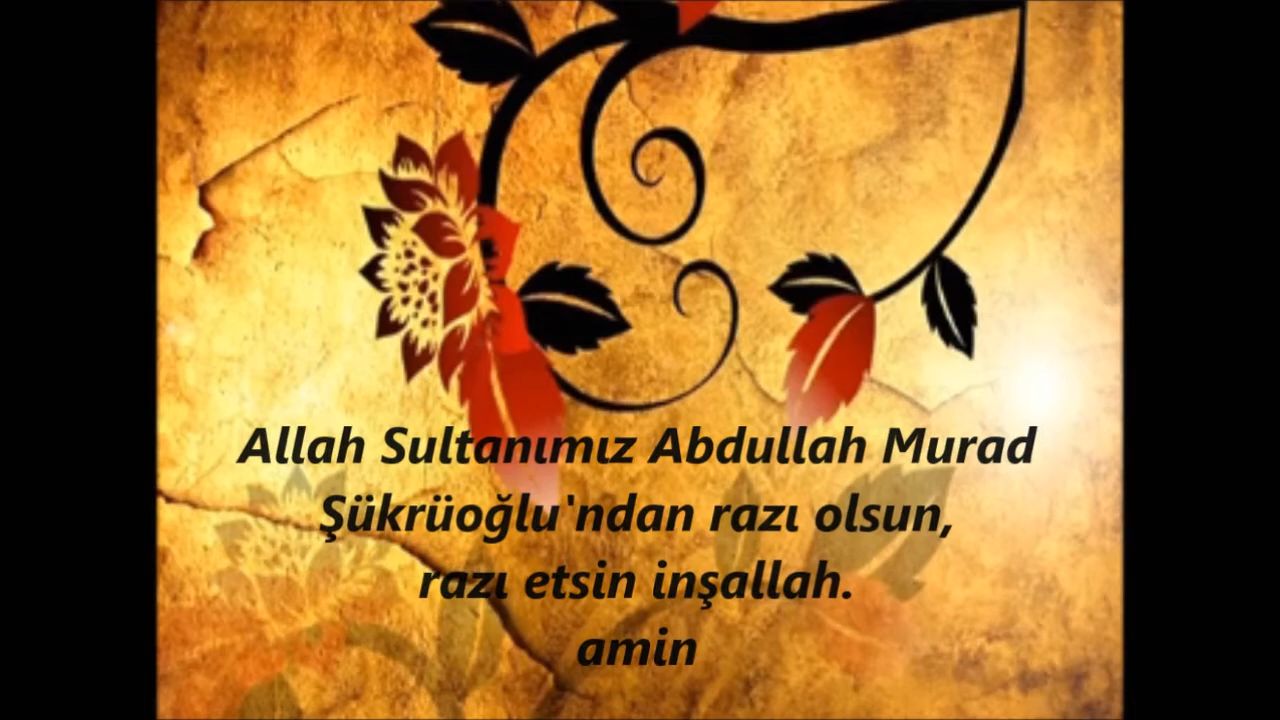 Allah Sultanımız Abdullah Murad
Şükrüoğlu'ndan razı olsun,
razı etsin inşallah.
amin